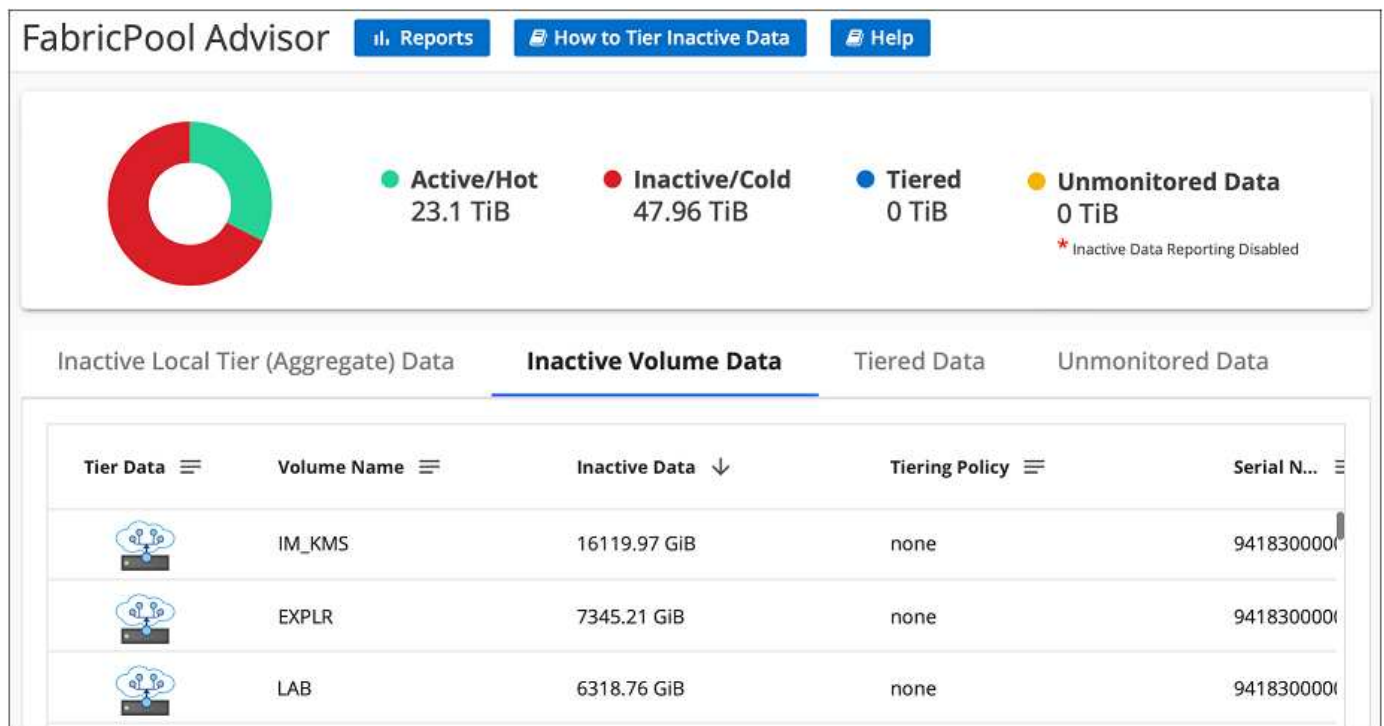 FabricPool Advisor Reports How to Tier Inactive Data Help
Active/Hot Inactive/Cold Tiered Unmonitored Data
23.1 TiB 47.96 TiB 0 TiB 0 TiB
* Inactive Data Reporting Disabled
Inactive Local Tier (Aggregate) Data Inactive Volume Data Tiered Data Unmonitored Data
Tier Data Volume Name Inactive Data Tiering Policy Serial N...
IM_KMS 16119.97 GiB none 9418300000
EXPLR 7345.21 GiB none 9418300000
LAB 6318.76 GiB none 9418300000